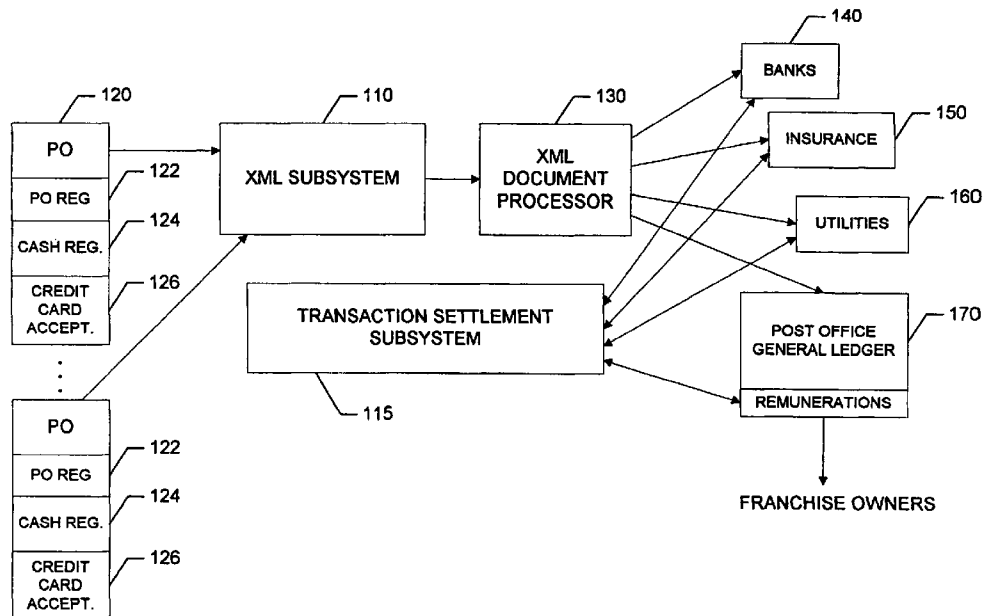 120
PO
122
PO REG
124
CASH REG.
126
CREDIT
CARD
ACCEPT.
PO
122
PO REG
124
CASH REG.
126
CREDIT
CARD
ACCEPT.
110
XML SUBSYSTEM
130
XML
DOCUMENT
PROCESSOR
TRANSACTION SETTLEMENT
SUBSYSTEM
115
140
BANKS
150
INSURANCE
160
UTILITIES
170
POST OFFICE
GENERAL LEDGER
REMUNERATIONS
FRANCHISE OWNERS